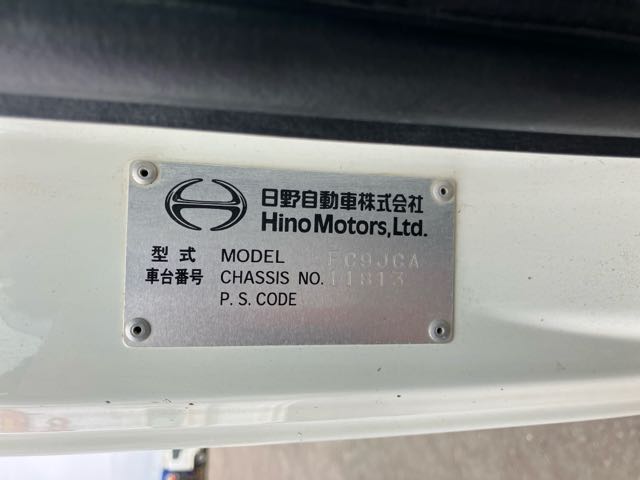 日野自動車株式会社
Hino Motors, Ltd.
型式 MODEL FC9JCA
車台番号 CHASSIS NO. 11813
P. S. CODE